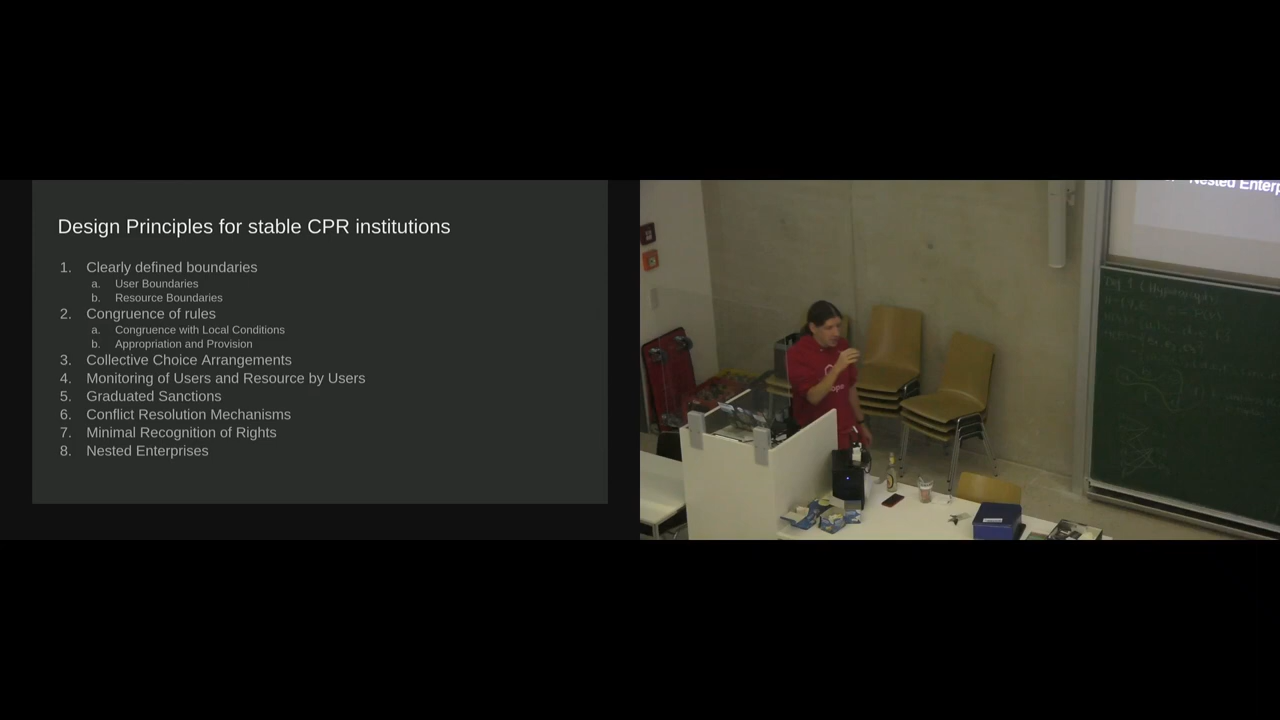 Design Principles for stable CPR institutions
1. Clearly defined boundaries
a. User Boundaries
b. Resource Boundaries
2. Congruence of rules
a. Congruence with Local Conditions
b. Appropriation and Provision
3. Collective Choice Arrangements
4. Monitoring of Users and Resource by Users
5. Graduated Sanctions
6. Conflict Resolution Mechanisms
7. Minimal Recognition of Rights
8. Nested Enterprises
Nested Enterp